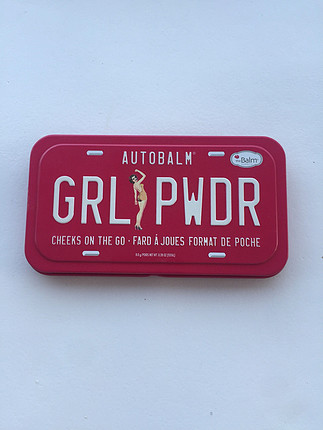 AUTOBALM®
theBalm®
GRL PWDR
CHEEKS ON THE GO · FARD À JOUES FORMAT DE POCHE